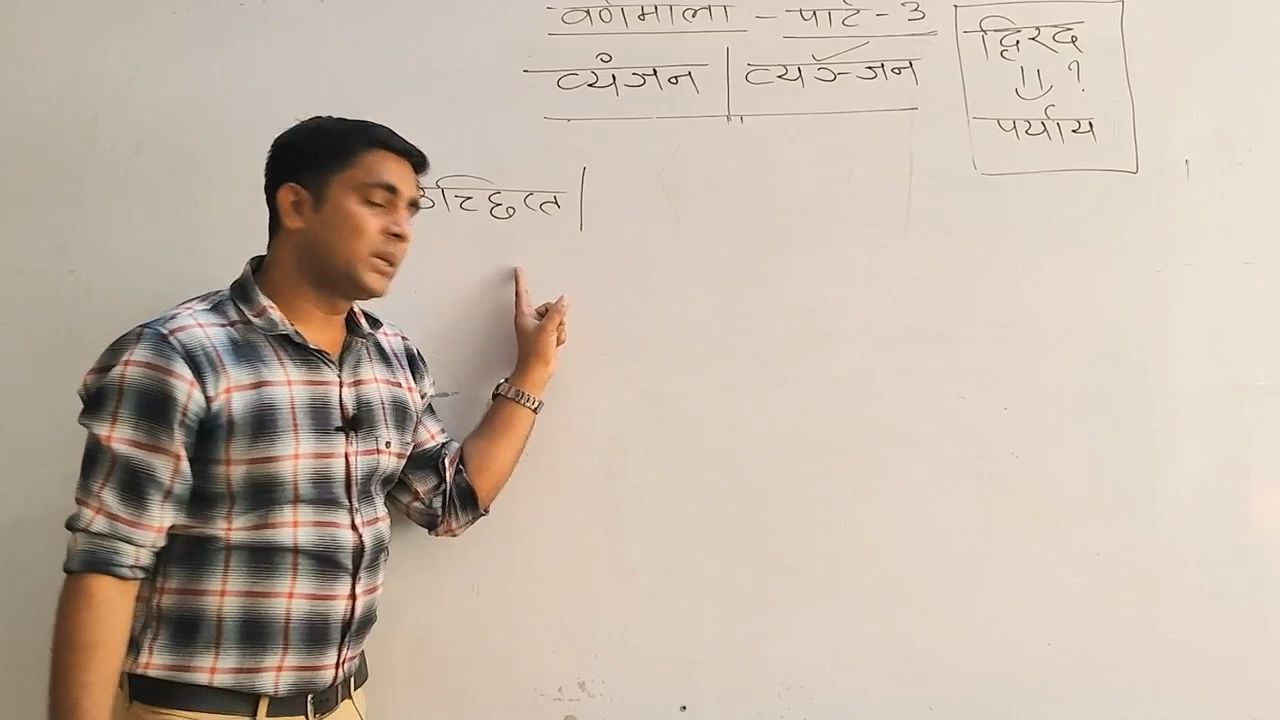 वर्णमाला - पार्ट - 3
व्यंजन | व्यञ्जन
द्विरद
= ?
पर्याय